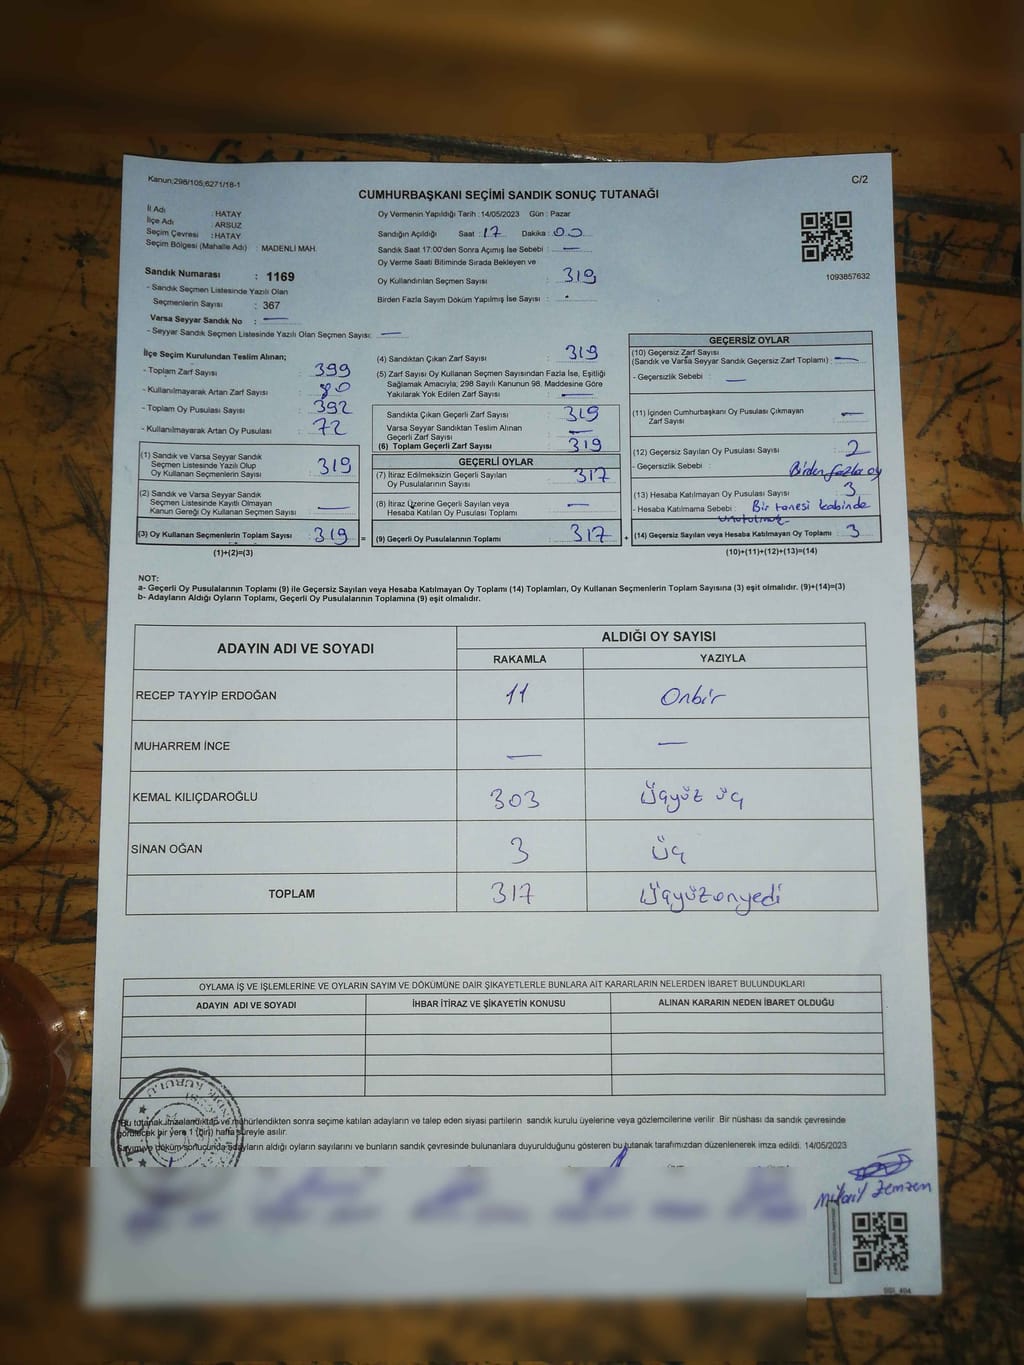 Kanun;298/105;6271/18-1
C/2
CUMHURBAŞKANI SEÇİMİ SANDIK SONUÇ TUTANAĞI
İl Adı : HATAY
İlçe Adı : ARSUZ
Seçim Çevresi : HATAY
Seçim Bölgesi (Mahalle Adı) : MADENLİ MAH.
Sandık Numarası : 1169
- Sandık Seçmen Listesinde Yazılı Olan
Seçmenlerin Sayısı : 367
Varsa Seyyar Sandık No : —
- Seyyar Sandık Seçmen Listesinde Yazılı Olan Seçmen Sayısı: —
Oy Vermenin Yapıldığı Tarih : 14/05/2023 Gün : Pazar
Sandığın Açıldığı Saat : 17 Dakika : 00
Sandık Saat 17:00'den Sonra Açımış İse Sebebi : —
Oy Verme Saati Bitiminde Sırada Bekleyen ve
Oy Kullandırılan Seçmen Sayısı : 319
Birden Fazla Sayım Döküm Yapılmış İse Sayısı :
1093857632
İlçe Seçim Kurulundan Teslim Alınan;
- Toplam Zarf Sayısı : 399
- Kullanılmayarak Artan Zarf Sayısı : 80
- Toplam Oy Pusulası Sayısı : 392
- Kullanılmayarak Artan Oy Pusulası : 72
(1) Sandık ve Varsa Seyyar Sandık
Seçmen Listesinde Yazılı Olup
Oy Kullanan Seçmenlerin Sayısı : 319
(2) Sandık ve Varsa Seyyar Sandık
Seçmen Listesinde Kayıtlı Olmayan
Kanun Gereği Oy Kullanan Seçmen Sayısı : —
(3) Oy Kullanan Seçmenlerin Toplam Sayısı : 319 =
(1)+(2)=(3)
(4) Sandıktan Çıkan Zarf Sayısı : 319
(5) Zarf Sayısı Oy Kullanan Seçmen Sayısından Fazla İse, Eşitliği
Sağlamak Amacıyla; 298 Sayılı Kanunun 98. Maddesine Göre
Yakılarak Yok Edilen Zarf Sayısı : —
Sandıkta Çıkan Geçerli Zarf Sayısı : 319
Varsa Seyyar Sandıktan Teslim Alınan
Geçerli Zarf Sayısı : —
(6) Toplam Geçerli Zarf Sayısı : 319
GEÇERLİ OYLAR
(7) İtiraz Edilmeksizin Geçerli Sayılan
Oy Pusulalarının Sayısı : 317
(8) İtiraz Üzerine Geçerli Sayılan veya
Hesaba Katılan Oy Pusulası Toplamı : —
(9) Geçerli Oy Pusulalarının Toplamı : 317 +
GEÇERSİZ OYLAR
(10) Geçersiz Zarf Sayısı
(Sandık ve Varsa Seyyar Sandık Geçersiz Zarf Toplamı) : —
- Geçersizlik Sebebi : —
(11) İçinden Cumhurbaşkanı Oy Pusulası Çıkmayan
Zarf Sayısı : —
(12) Geçersiz Sayılan Oy Pusulası Sayısı : 2
- Geçersizlik Sebebi : Birden fazla oy
(13) Hesaba Katılmayan Oy Pusulası Sayısı : 3
- Hesaba Katılmama Sebebi : Bir tanesi kabinde
unutulmak
(14) Geçersiz Sayılan veya Hesaba Katılmayan Oy Toplamı : 3
(10)+(11)+(12)+(13)=(14)
NOT:
a- Geçerli Oy Pusulalarının Toplamı (9) ile Geçersiz Sayılan veya Hesaba Katılmayan Oy Toplamı (14) Toplamları, Oy Kullanan Seçmenlerin Toplam Sayısına (3) eşit olmalıdır. (9)+(14)=(3)
b- Adayların Aldığı Oyların Toplamı, Geçerli Oy Pusulalarının Toplamına (9) eşit olmalıdır.
ADAYIN ADI VE SOYADI
ALDIĞI OY SAYISI
RAKAMLA YAZIYLA
RECEP TAYYİP ERDOĞAN 11 Onbir
MUHARREM İNCE — —
KEMAL KILIÇDAROĞLU 303 Üçyüz üç
SİNAN OĞAN 3 Üç
TOPLAM 317 Üçyüzonyedi
OYLAMA İŞ VE İŞLEMLERİNE VE OYLARIN SAYIM VE DÖKÜMÜNE DAİR ŞİKAYETLERLE BUNLARA AİT KARARLARIN NELERDEN İBARET BULUNDUKLARI
ADAYIN ADI VE SOYADI İHBAR İTİRAZ VE ŞİKAYETİN KONUSU ALINAN KARARIN NEDEN İBARET OLDUĞU
Bu tutanak imzalandıktan ve mühürlendikten sonra seçime katılan adayların ve talep eden siyasi partilerin sandık kurulu üyelerine ve gözlemcilerine verilir. Bir nüshası da sandık çevresinde
görülecek bir yere 1 (bir) hafta süreyle asılır.
Sayım ve döküm sonucunda adayların aldığı oyların sayılarını ve bunların sandık çevresinde bulunanlara duyurulduğunu gösteren bu tutanak tarafımızdan düzenlenerek imza edildi. 14/05/2023
Zemzem